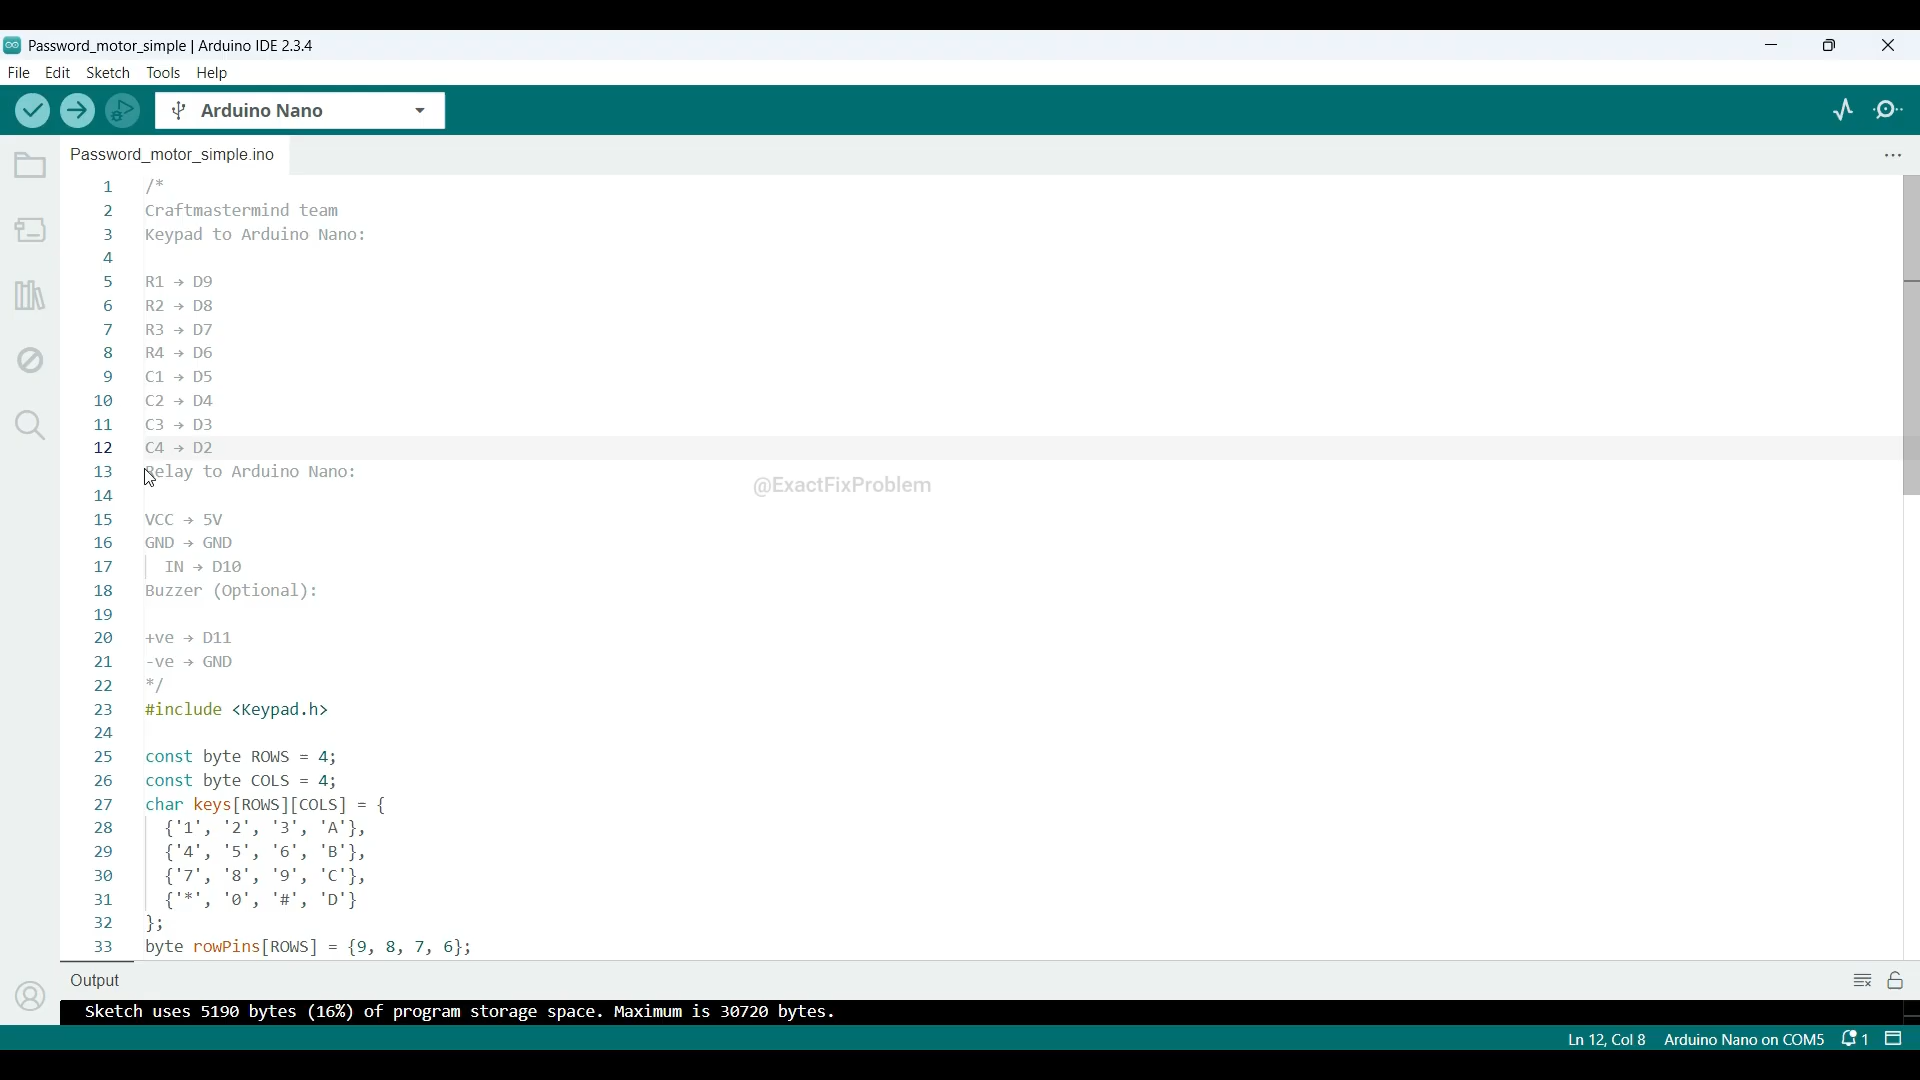 Password_motor_simple | Arduino IDE 2.3.4
File Edit Sketch Tools Help
Arduino Nano
Password_motor_simple.ino
1 /*
2 Craftmastermind team
3 Keypad to Arduino Nano:
4
5 R1 → D9
6 R2 → D8
7 R3 → D7
8 R4 → D6
9 C1 → D5
10 C2 → D4
11 C3 → D3
12 C4 → D2
13 Relay to Arduino Nano:
@ExactFixProblem
14
15 VCC → 5V
16 GND → GND
17 IN → D10
18 Buzzer (Optional):
19
20 +ve → D11
21 -ve → GND
22 */
23 #include <Keypad.h>
24
25 const byte ROWS = 4;
26 const byte COLS = 4;
27 char keys[ROWS][COLS] = {
28 {'1', '2', '3', 'A'},
29 {'4', '5', '6', 'B'},
30 {'7', '8', '9', 'C'},
31 {'*', '0', '#', 'D'}
32 };
33 byte rowPins[ROWS] = {9, 8, 7, 6};
Output
Sketch uses 5190 bytes (16%) of program storage space. Maximum is 30720 bytes.
Ln 12, Col 8 Arduino Nano on COM5 1